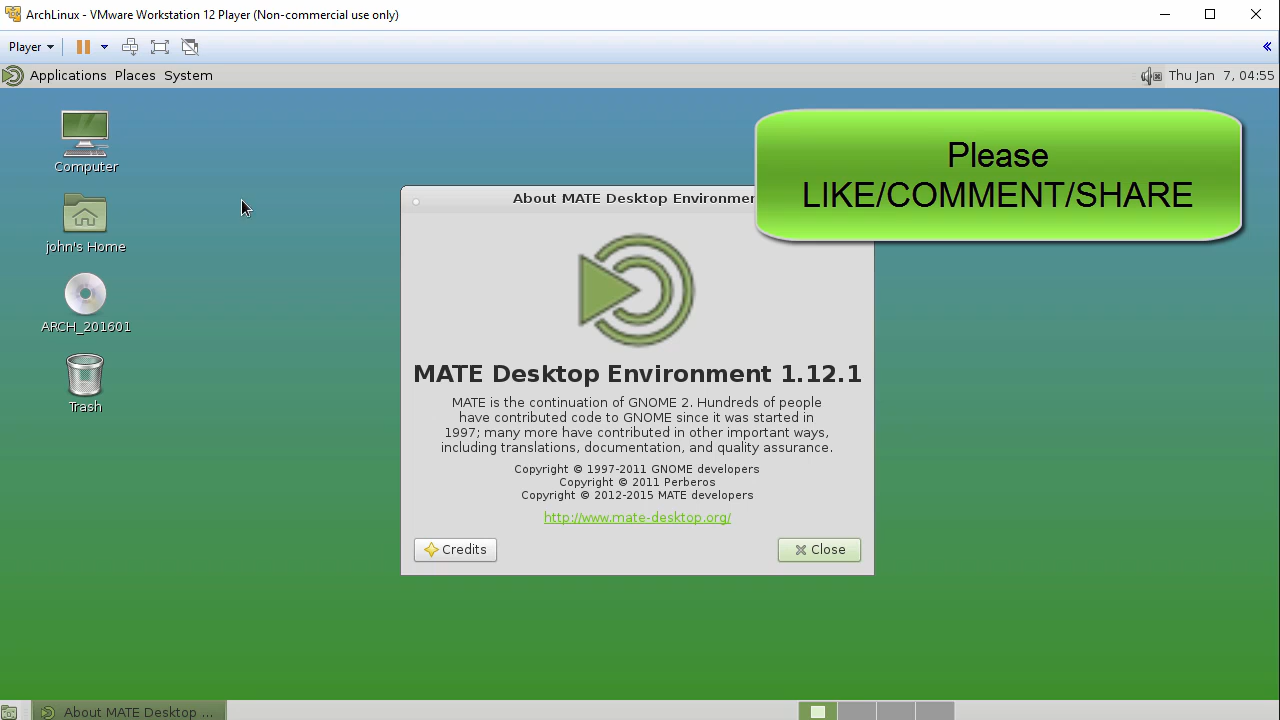 ArchLinux - VMware Workstation 12 Player (Non-commercial use only)
Player
Applications Places System
Thu Jan 7, 04:55
Computer
john's Home
ARCH_201601
Trash
Please
LIKE/COMMENT/SHARE
About MATE Desktop Environmen
MATE Desktop Environment 1.12.1
MATE is the continuation of GNOME 2. Hundreds of people
have contributed code to GNOME since it was started in
1997; many more have contributed in other important ways,
including translations, documentation, and quality assurance.
Copyright © 1997-2011 GNOME developers
Copyright © 2011 Perberos
Copyright © 2012-2015 MATE developers
http://www.mate-desktop.org/
Credits
Close
About MATE Desktop ...